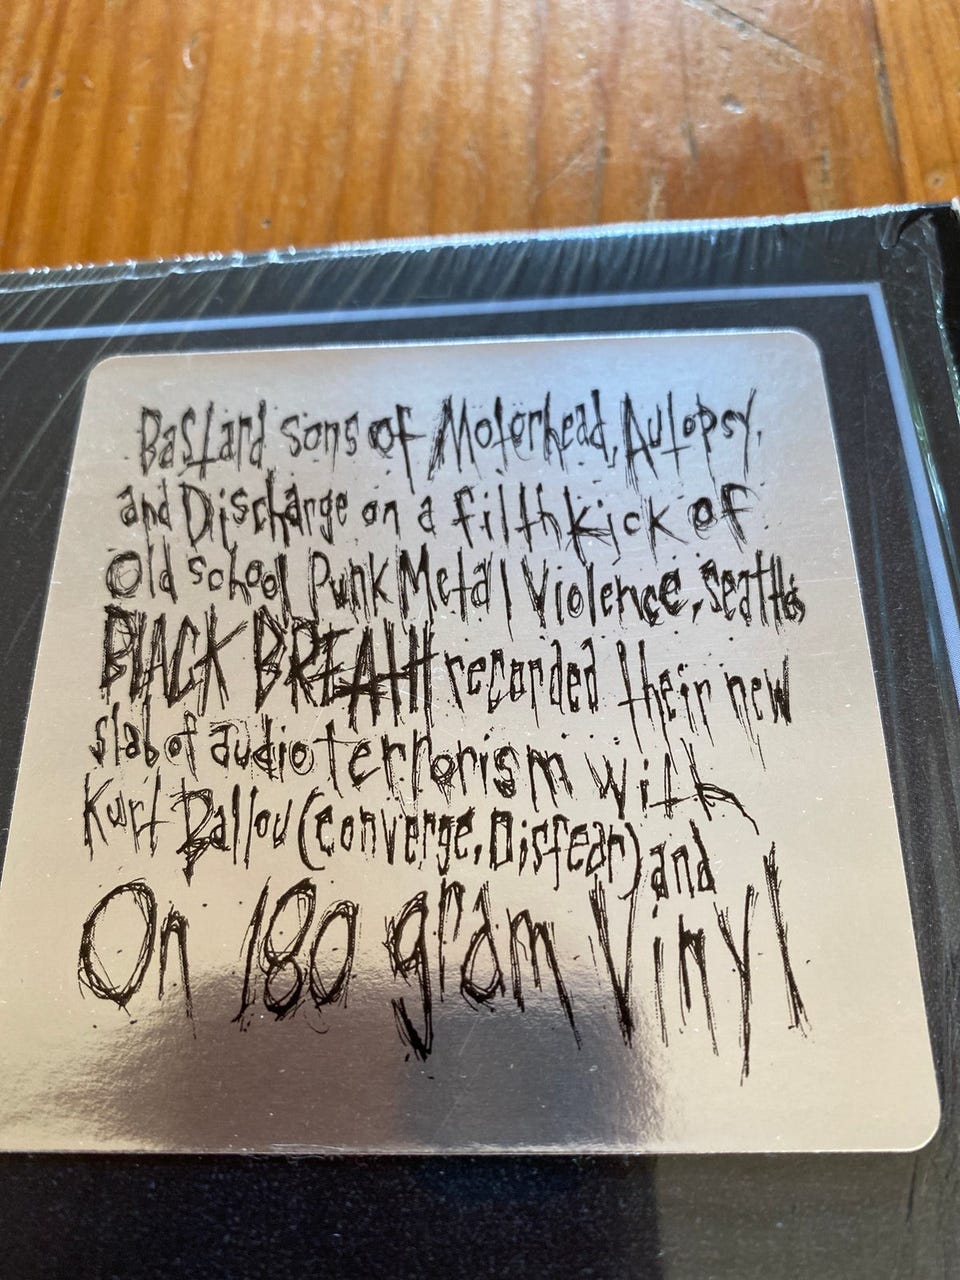 Bastard sons of Motorhead, Autopsy,
and Discharge on a filth kick of
Old school Punk Metal Violence, Seattle's
BLACK BREATH recorded their new
slab of audio terrorism with
Kurt Ballou (Converge, Disfear) and
On 180 gram Vinyl